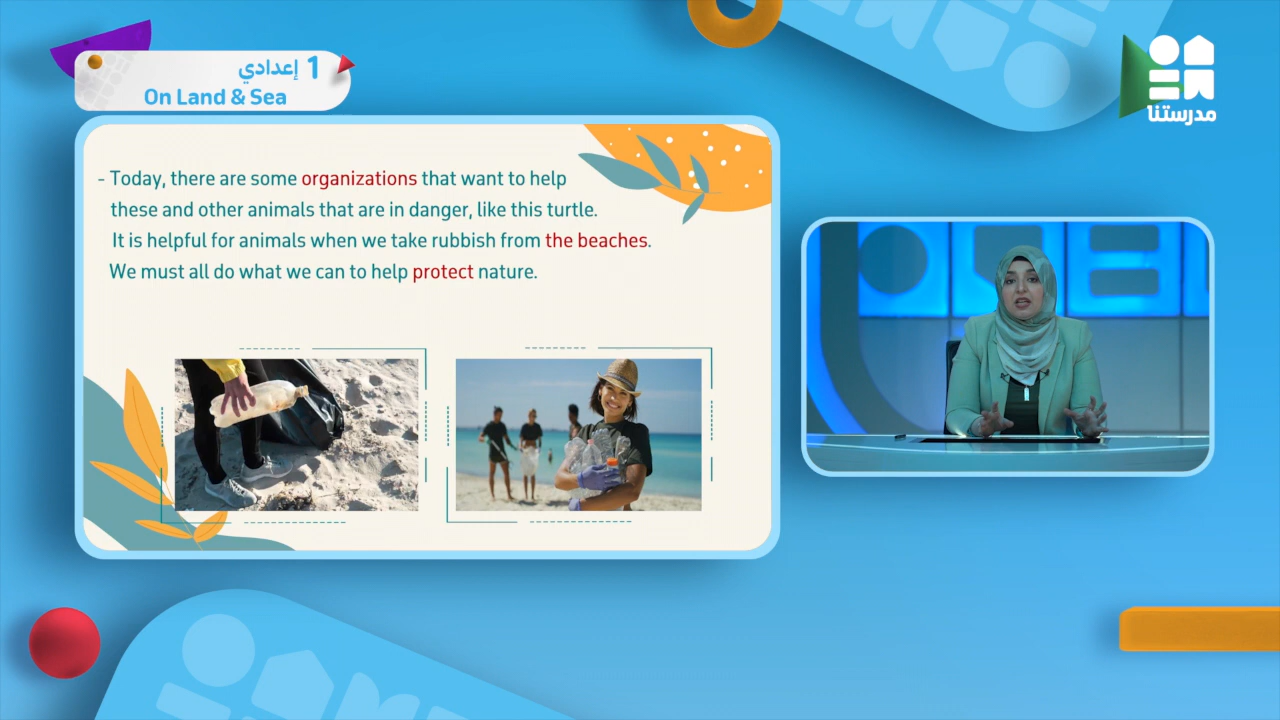 1 إعدادي
On Land & Sea
مدرستنا
- Today, there are some organizations that want to help
these and other animals that are in danger, like this turtle.
It is helpful for animals when we take rubbish from the beaches.
We must all do what we can to help protect nature.